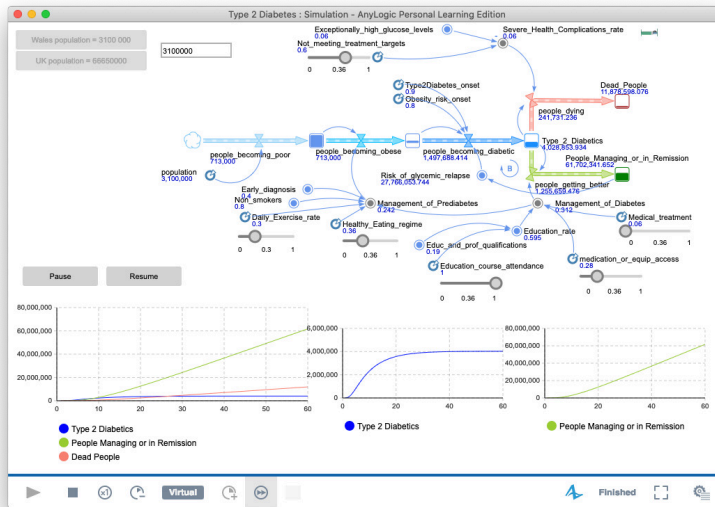 Type 2 Diabetes : Simulation - AnyLogic Personal Learning Edition
Wales population = 3100 000
3100000
UK population = 66650000
Exceptionally_high_glucose_levels
0.06
Severe_Health_Complications_rate
0.06
Not_meeting_treatment_targets
0.6
0 0.36 1
Type2Diabetes_onset
0.9
Obesity_risk_onset
0.8
Dead_People
11,878,598.076
people_dying
241,731.236
people_becoming_poor
713,000
people_becoming_obese
713,000
people_becoming_diabetic
1,497,688.414
Type_2_Diabetics
4,028,853.934
People_Managing_or_in_Remission
61,702,341.652
population
3,100,000
Risk_of_glycemic_relapse
27,766,053.744
B
people_getting_better
1,255,659.476
Early_diagnosis
0.4
Non_smokers
0.8
Management_of_Prediabetes
0.242
Management_of_Diabetes
0.312
Daily_Exercise_rate
0.3
0 0.3 1
Healthy_Eating_regime
0.36
0 0.36 1
Medical_treatment
0.06
0 0.36 1
Education_rate
0.595
Educ_and_prof_qualifications
0.19
Education_course_attendance
1
0 0.36 1
medication_or_equip_access
0.28
0 0.36 1
Pause
Resume
80,000,000
60,000,000
40,000,000
20,000,000
0
0 10 20 30 40 50 60
Type 2 Diabetics
People Managing or in Remission
Dead People
6,000,000
4,000,000
2,000,000
0
0 20 40 60
Type 2 Diabetics
80,000,000
60,000,000
40,000,000
20,000,000
0
0 20 40 60
People Managing or in Remission
x1
Virtual
Finished